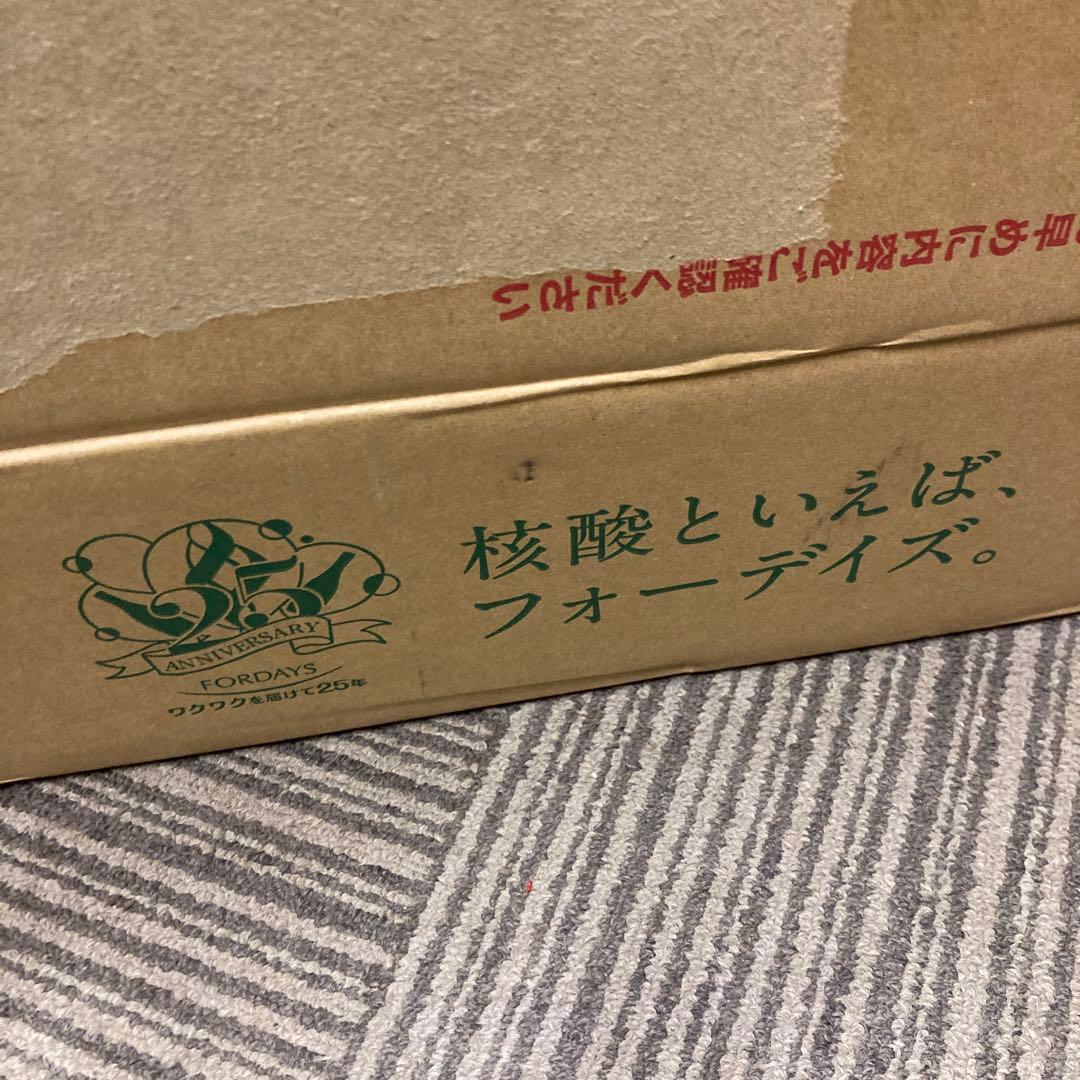 早めに内容をご確認ください
核酸といえば、
フォーデイズ。
25
ANNIVERSARY
FORDAYS
ワクワクを届けて25年